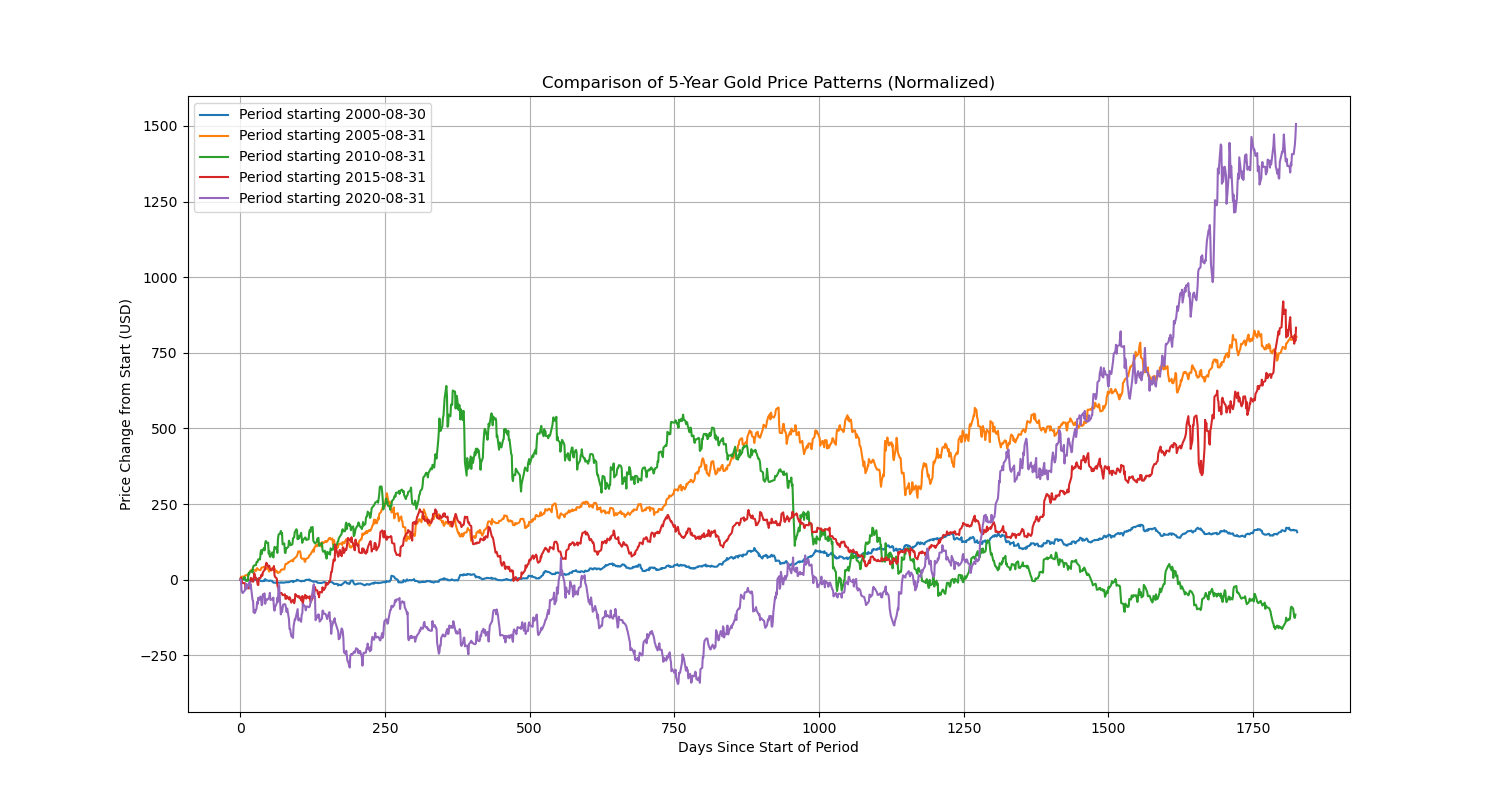 Comparison of 5-Year Gold Price Patterns (Normalized)
Period starting 2000-08-30
Period starting 2005-08-31
Period starting 2010-08-31
Period starting 2015-08-31
Period starting 2020-08-31
Price Change from Start (USD)
1500
1250
1000
750
500
250
0
−250
0 250 500 750 1000 1250 1500 1750
Days Since Start of Period